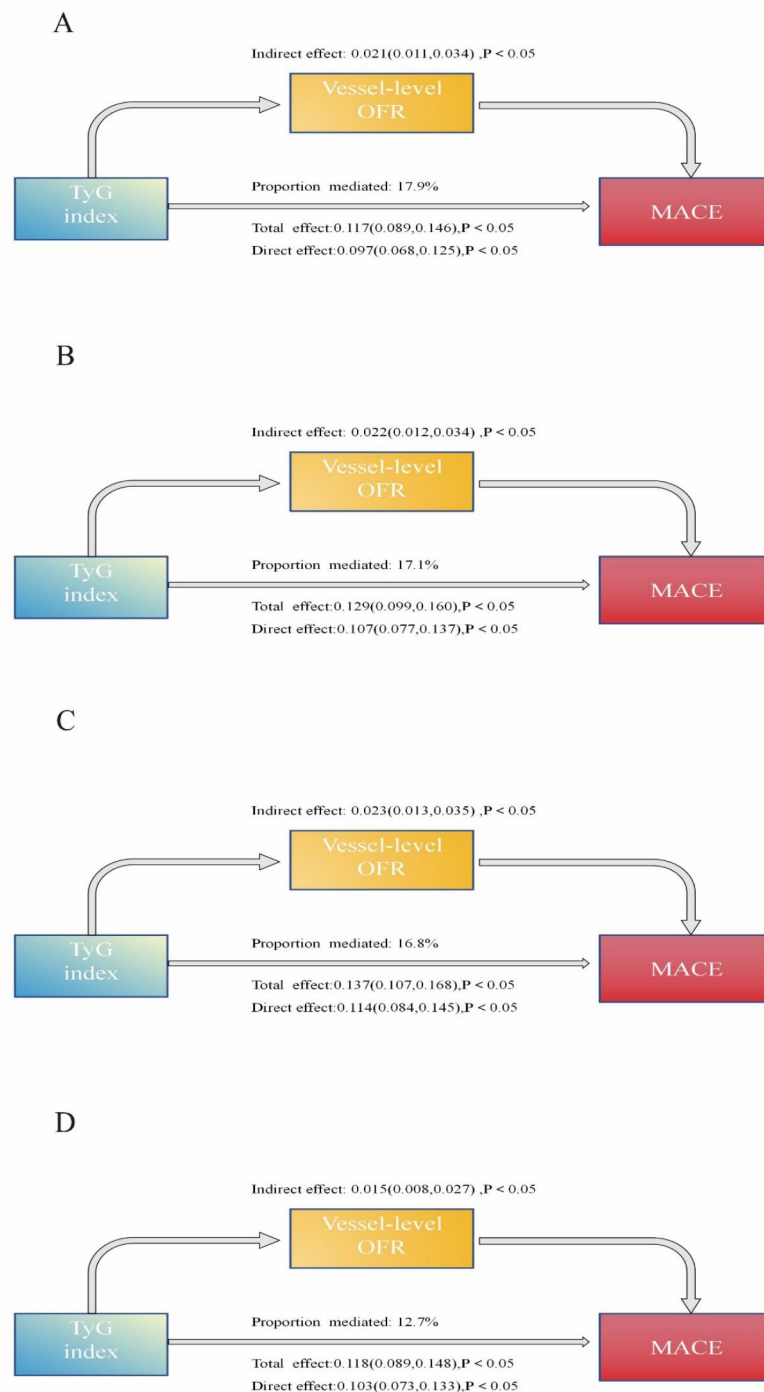 A
Indirect effect: 0.021(0.011,0.034) ,P < 0.05
Vessel-level
OFR
TyG
index
Proportion mediated: 17.9%
MACE
Total effect:0.117(0.089,0.146),P < 0.05
Direct effect:0.097(0.068,0.125),P < 0.05
B
Indirect effect: 0.022(0.012,0.034) ,P < 0.05
Vessel-level
OFR
TyG
index
Proportion mediated: 17.1%
MACE
Total effect:0.129(0.099,0.160),P < 0.05
Direct effect:0.107(0.077,0.137),P < 0.05
C
Indirect effect: 0.023(0.013,0.035) ,P < 0.05
Vessel-level
OFR
TyG
index
Proportion mediated: 16.8%
MACE
Total effect:0.137(0.107,0.168),P < 0.05
Direct effect:0.114(0.084,0.145),P < 0.05
D
Indirect effect: 0.015(0.008,0.027) ,P < 0.05
Vessel-level
OFR
TyG
index
Proportion mediated: 12.7%
MACE
Total effect:0.118(0.089,0.148),P < 0.05
Direct effect:0.103(0.073,0.133),P < 0.05